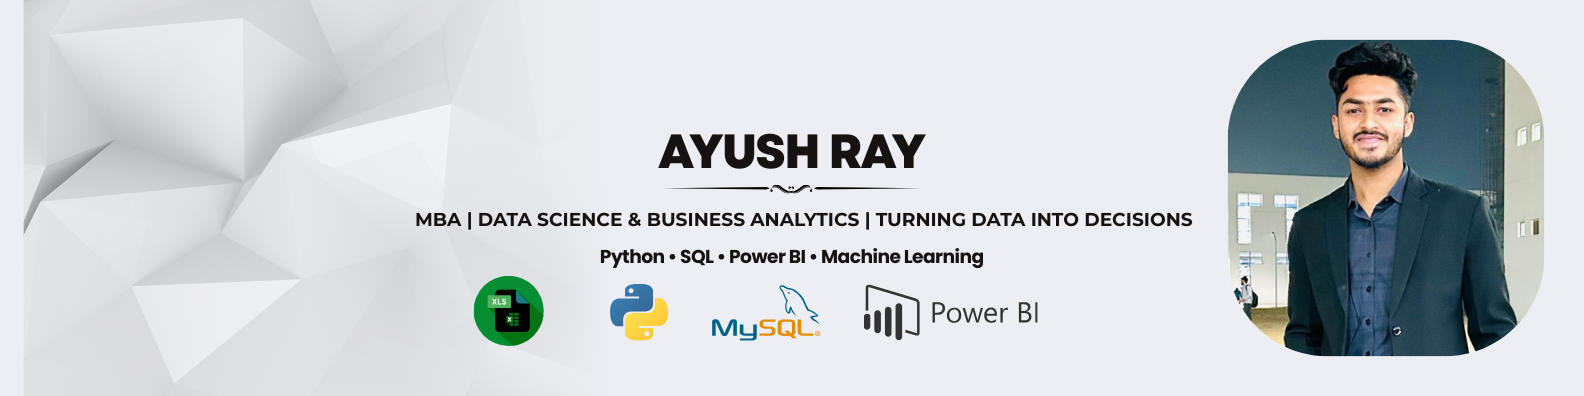 AYUSH RAY
MBA | DATA SCIENCE & BUSINESS ANALYTICS | TURNING DATA INTO DECISIONS
Python • SQL • Power BI • Machine Learning
XLS
X
MySQL®
Power BI